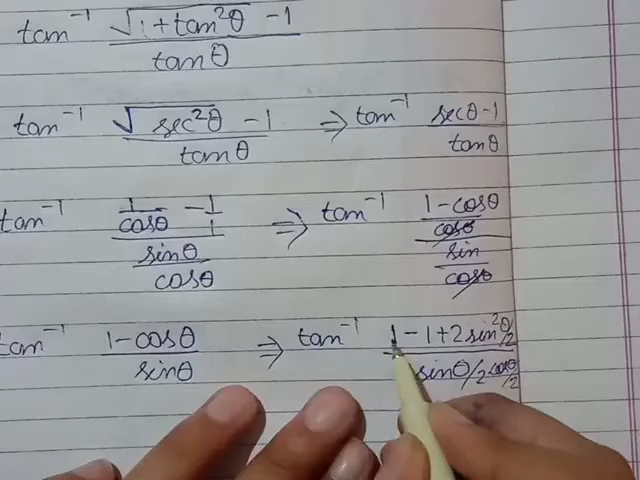 tan⁻¹ (√(1+tan²θ) -1)/(tanθ)
tan⁻¹ (√(sec²θ) -1)/(tanθ) ⇒ tan⁻¹ (secθ-1)/(tanθ)
tan⁻¹ (1/cosθ - 1/1)/(sinθ/cosθ) ⇒ tan⁻¹ ((1-cosθ)/cosθ)/(sin/cosθ)
tan⁻¹ (1-cosθ)/(sinθ) ⇒ tan⁻¹ (1-1+2sin²θ/2)/(sinθ/2 cosθ/2)